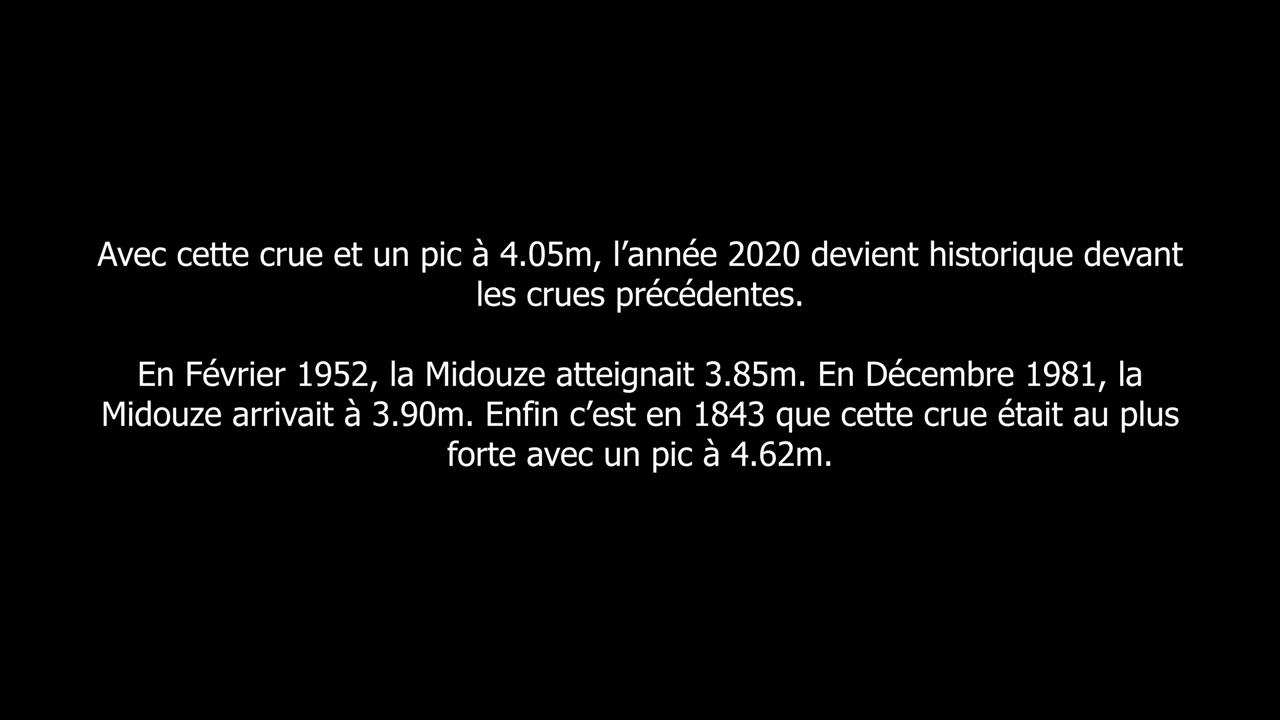 Avec cette crue et un pic à 4.05m, l’année 2020 devient historique devant
les crues précédentes.
En Février 1952, la Midouze atteignait 3.85m. En Décembre 1981, la
Midouze arrivait à 3.90m. Enfin c’est en 1843 que cette crue était au plus
forte avec un pic à 4.62m.